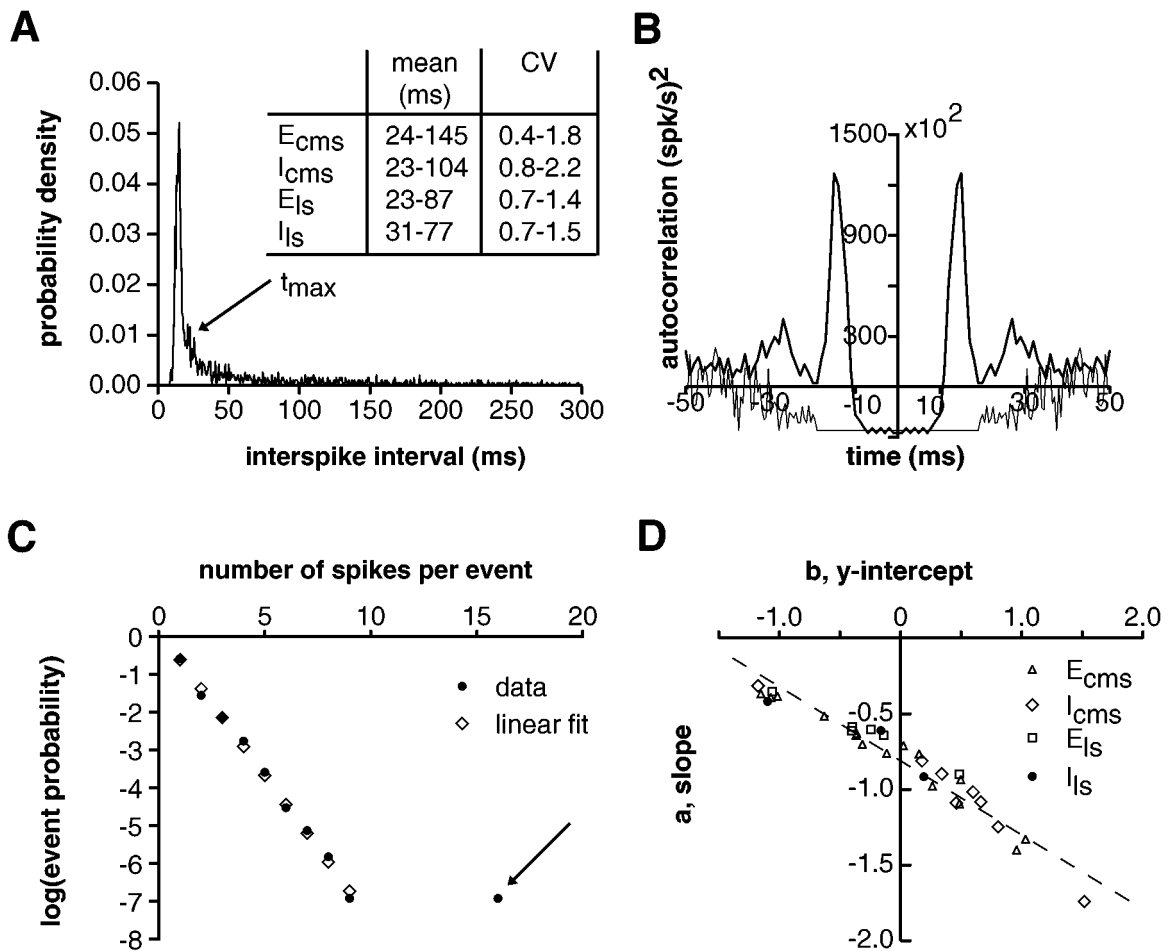 A
mean (ms) CV
Ecms 24-145 0.4-1.8
Icms 23-104 0.8-2.2
Els 23-87 0.7-1.4
Ils 31-77 0.7-1.5
probability density
0.06
0.05
0.04
0.03
0.02
0.01
0.00
tmax
0 50 100 150 200 250 300
interspike interval (ms)
B
autocorrelation (spk/s)2
1500 x102
900
300
-50 -30 -10 10 30 50
time (ms)
C
number of spikes per event
0 5 10 15 20
log(event probability)
0
-1
-2
-3
-4
-5
-6
-7
-8
data
linear fit
D
b, y-intercept
-1.0 0 1.0 2.0
a, slope
-0.5
-1.0
-1.5
-2.0
Ecms
Icms
Els
Ils